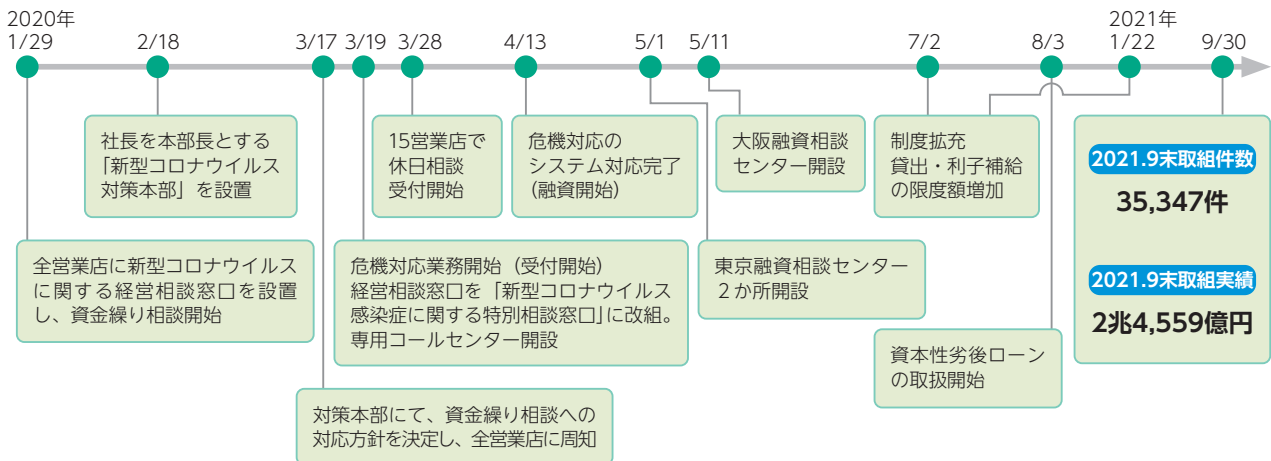 2020年
1/29
2/18
3/17
3/19
3/28
4/13
5/1
5/11
7/2
8/3
2021年
1/22
9/30
社長を本部長とする
「新型コロナウイルス
対策本部」を設置
15営業店で
休日相談
受付開始
危機対応の
システム対応完了
(融資開始)
大阪融資相談
センター開設
制度拡充
貸出・利子補給
の限度額増加
2021.9末取組件数
35,347件
2021.9末取組実績
2兆4,559億円
全営業店に新型コロナウイルス
に関する経営相談窓口を設置
し、資金繰り相談開始
危機対応業務開始（受付開始）
経営相談窓口を「新型コロナウイルス
感染症に関する特別相談窓口」に改組。
専用コールセンター開設
東京融資相談センター
２か所開設
資本性劣後ローン
の取扱開始
対策本部にて、資金繰り相談への
対応方針を決定し、全営業店に周知